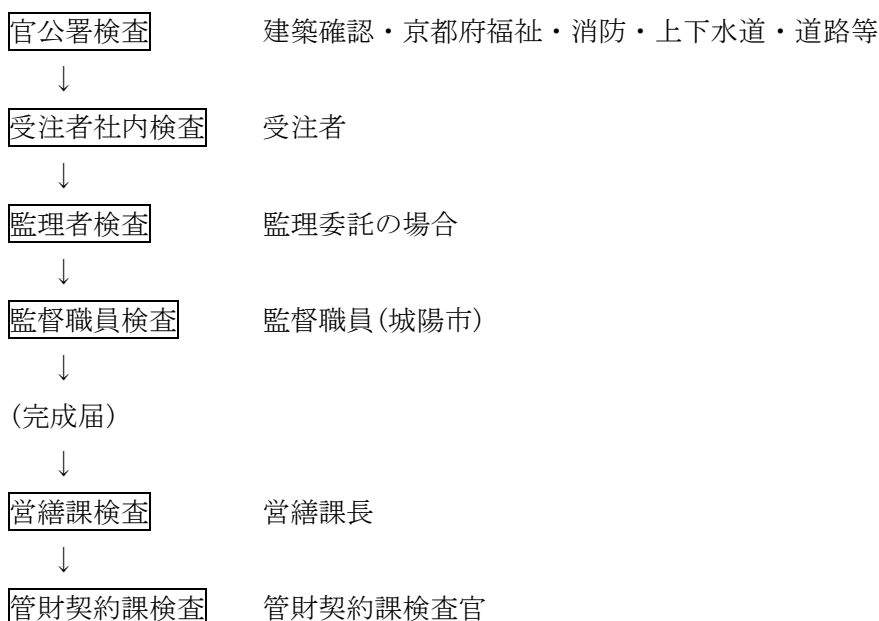 官公署検査 建築確認・京都府福祉・消防・上下水道・道路等
↓
受注者社内検査 受注者
↓
監理者検査 監理委託の場合
↓
監督職員検査 監督職員(城陽市)
↓
(完成届)
↓
営繕課検査 営繕課長
↓
管財契約課検査 管財契約課検査官